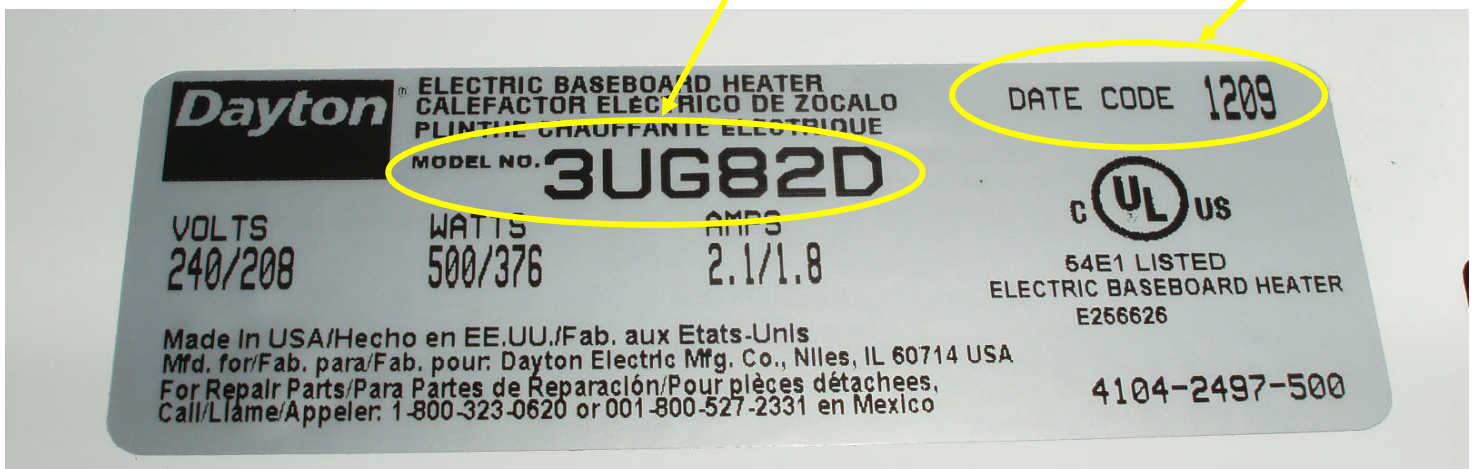 Dayton
ELECTRIC BASEBOARD HEATER
CALEFACTOR ELÉCTRICO DE ZOCALO
PLINTHE CHAUFFANTE ELECTRIQUE
MODEL NO. 3UG82D
DATE CODE 1209
VOLTS
240/208
WATTS
500/376
AMPS
2.1/1.8
C UL US
54E1 LISTED
ELECTRIC BASEBOARD HEATER
E256626
Made in USA/Hecho en EE.UU./Fab. aux Etats-Unis
Mfd. for/Fab. para/Fab. pour: Dayton Electric Mfg. Co., Niles, IL 60714 USA
For Repair Parts/Para Partes de Reparación/Pour pièces détachees,
Call/Llame/Appeler: 1-800-323-0620 or 001-800-527-2331 en Mexico
4104-2497-500